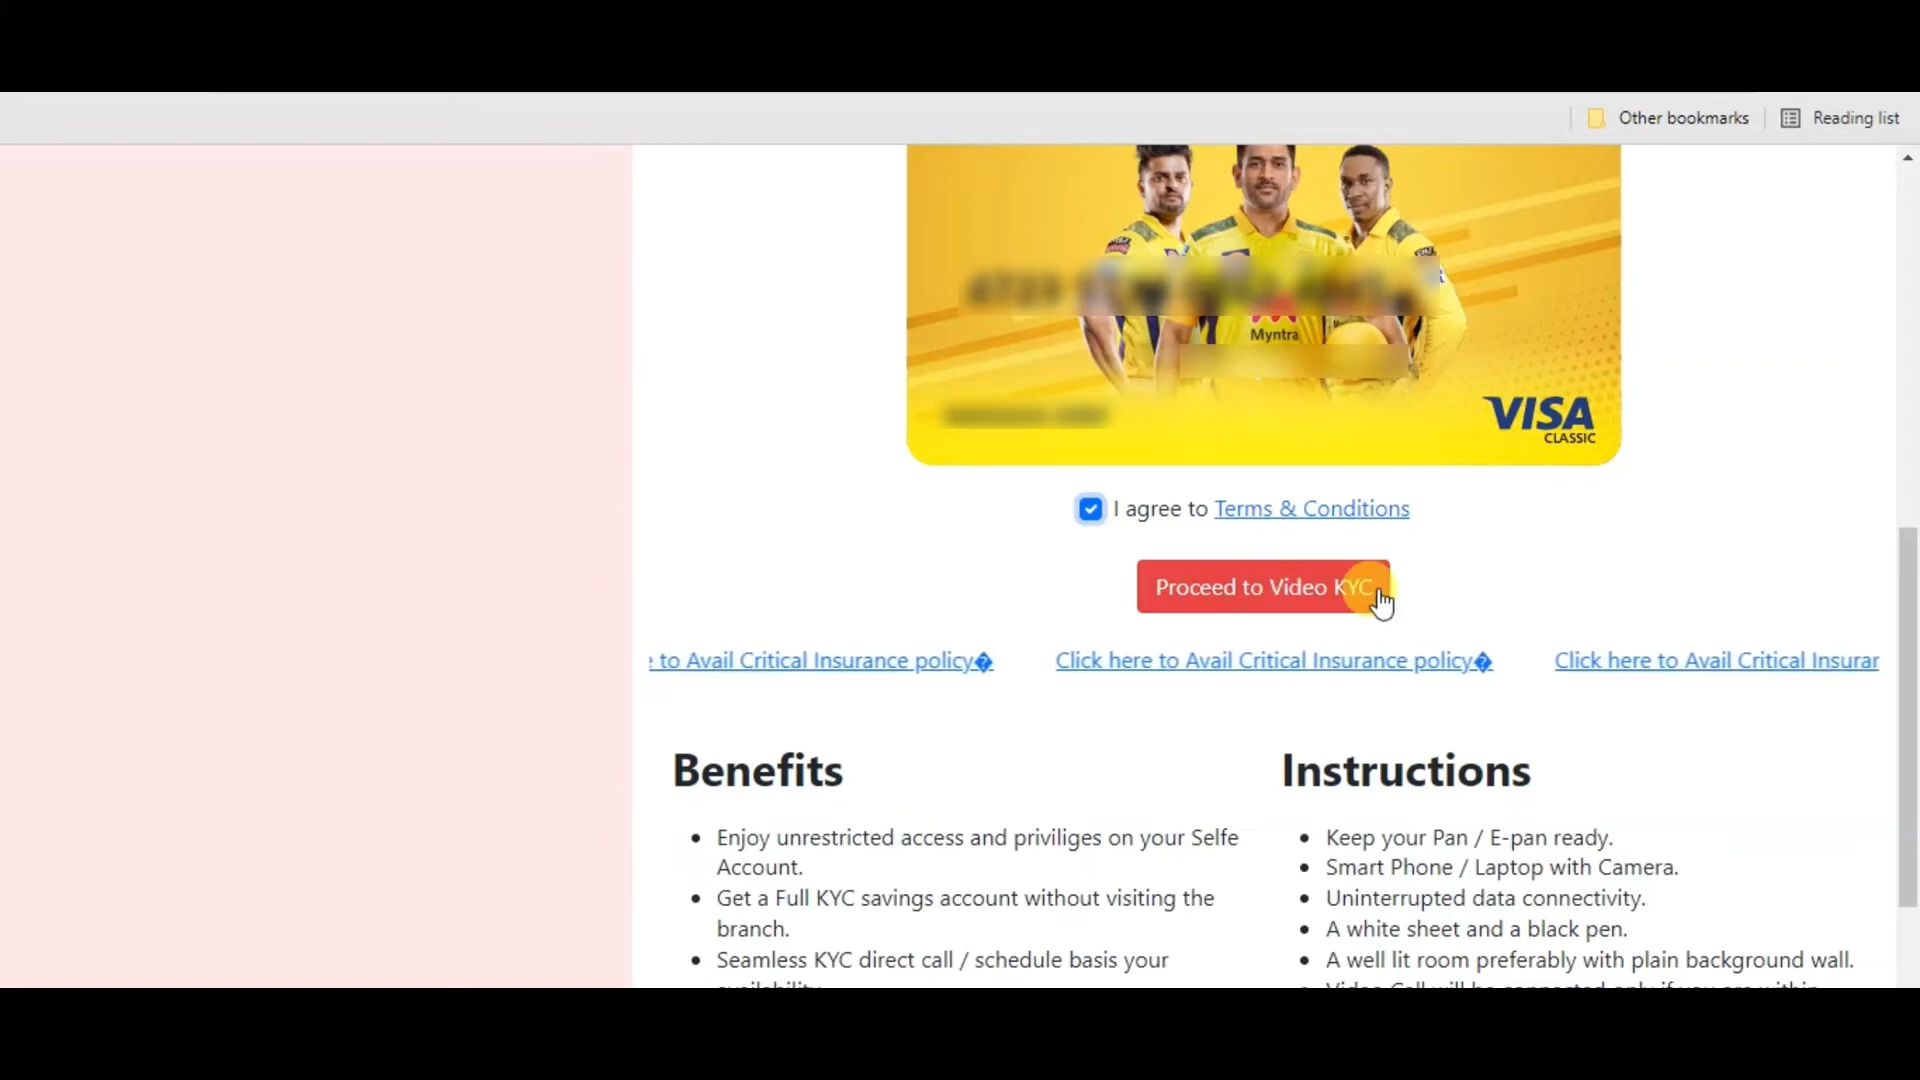 Other bookmarks
Reading list
Myntra
VISA
CLASSIC
I agree to Terms & Conditions
Proceed to Video KYC
to Avail Critical Insurance policy�
Click here to Avail Critical Insurance policy�
Click here to Avail Critical Insurar
Benefits
• Enjoy unrestricted access and priviliges on your Selfe
Account.
• Get a Full KYC savings account without visiting the
branch.
• Seamless KYC direct call / schedule basis your
Instructions
• Keep your Pan / E-pan ready.
• Smart Phone / Laptop with Camera.
• Uninterrupted data connectivity.
• A white sheet and a black pen.
• A well lit room preferably with plain background wall.